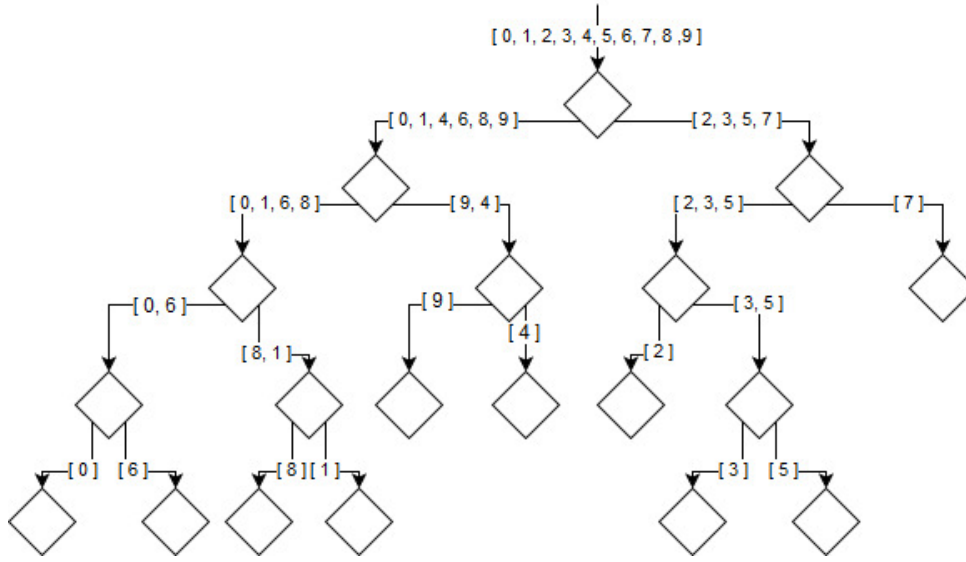 [ 0, 1, 2, 3, 4, 5, 6, 7, 8 ,9 ]
[ 0, 1, 4, 6, 8, 9 ]
[ 2, 3, 5, 7 ]
[ 0, 1, 6, 8 ]
[ 9, 4 ]
[ 2, 3, 5 ]
[ 7 ]
[ 0, 6 ]
[ 9 ]
[ 3, 5 ]
[ 4 ]
[ 8, 1 ]
[ 2 ]
[ 0 ]
[ 6 ]
[ 8 ]
[ 1 ]
[ 3 ]
[ 5 ]